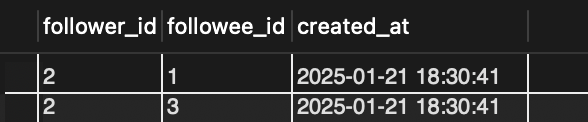 follower_id followee_id created_at
2 1 2025-01-21 18:30:41
2 3 2025-01-21 18:30:41